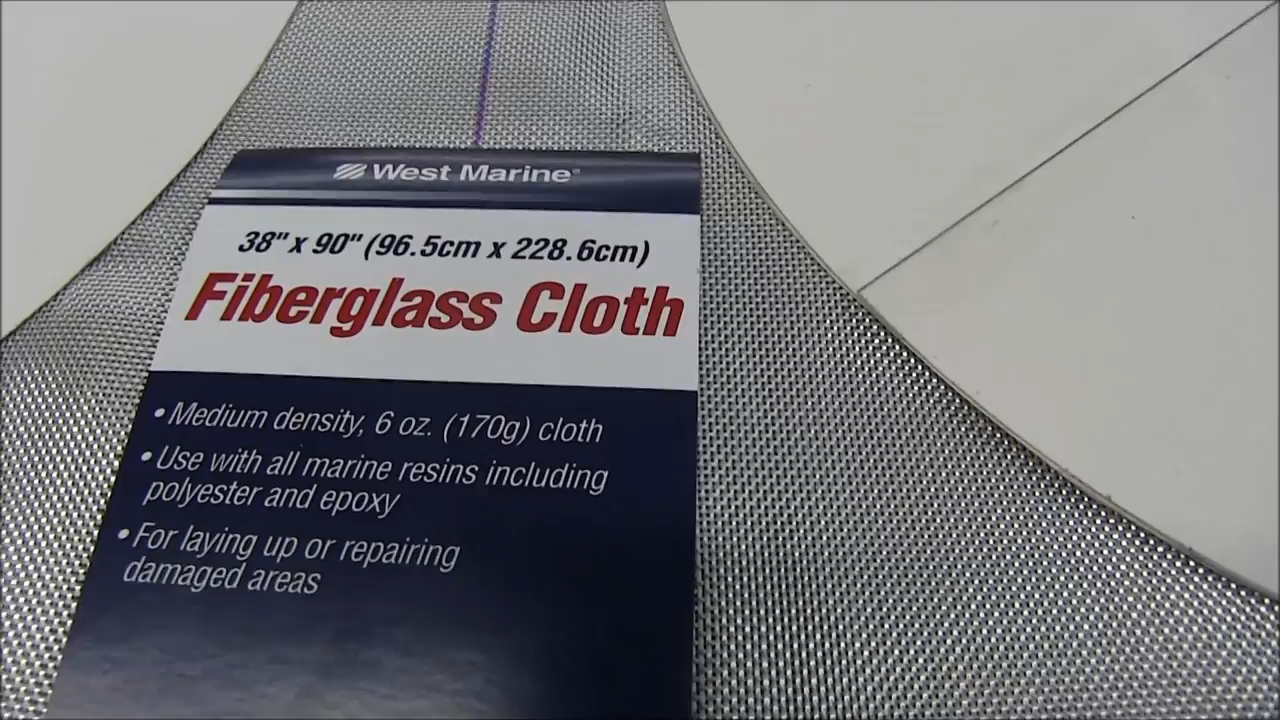 West Marine
38" x 90" (96.5cm x 228.6cm)
Fiberglass Cloth
• Medium density, 6 oz. (170g) cloth
• Use with all marine resins including
polyester and epoxy
• For laying up or repairing
damaged areas